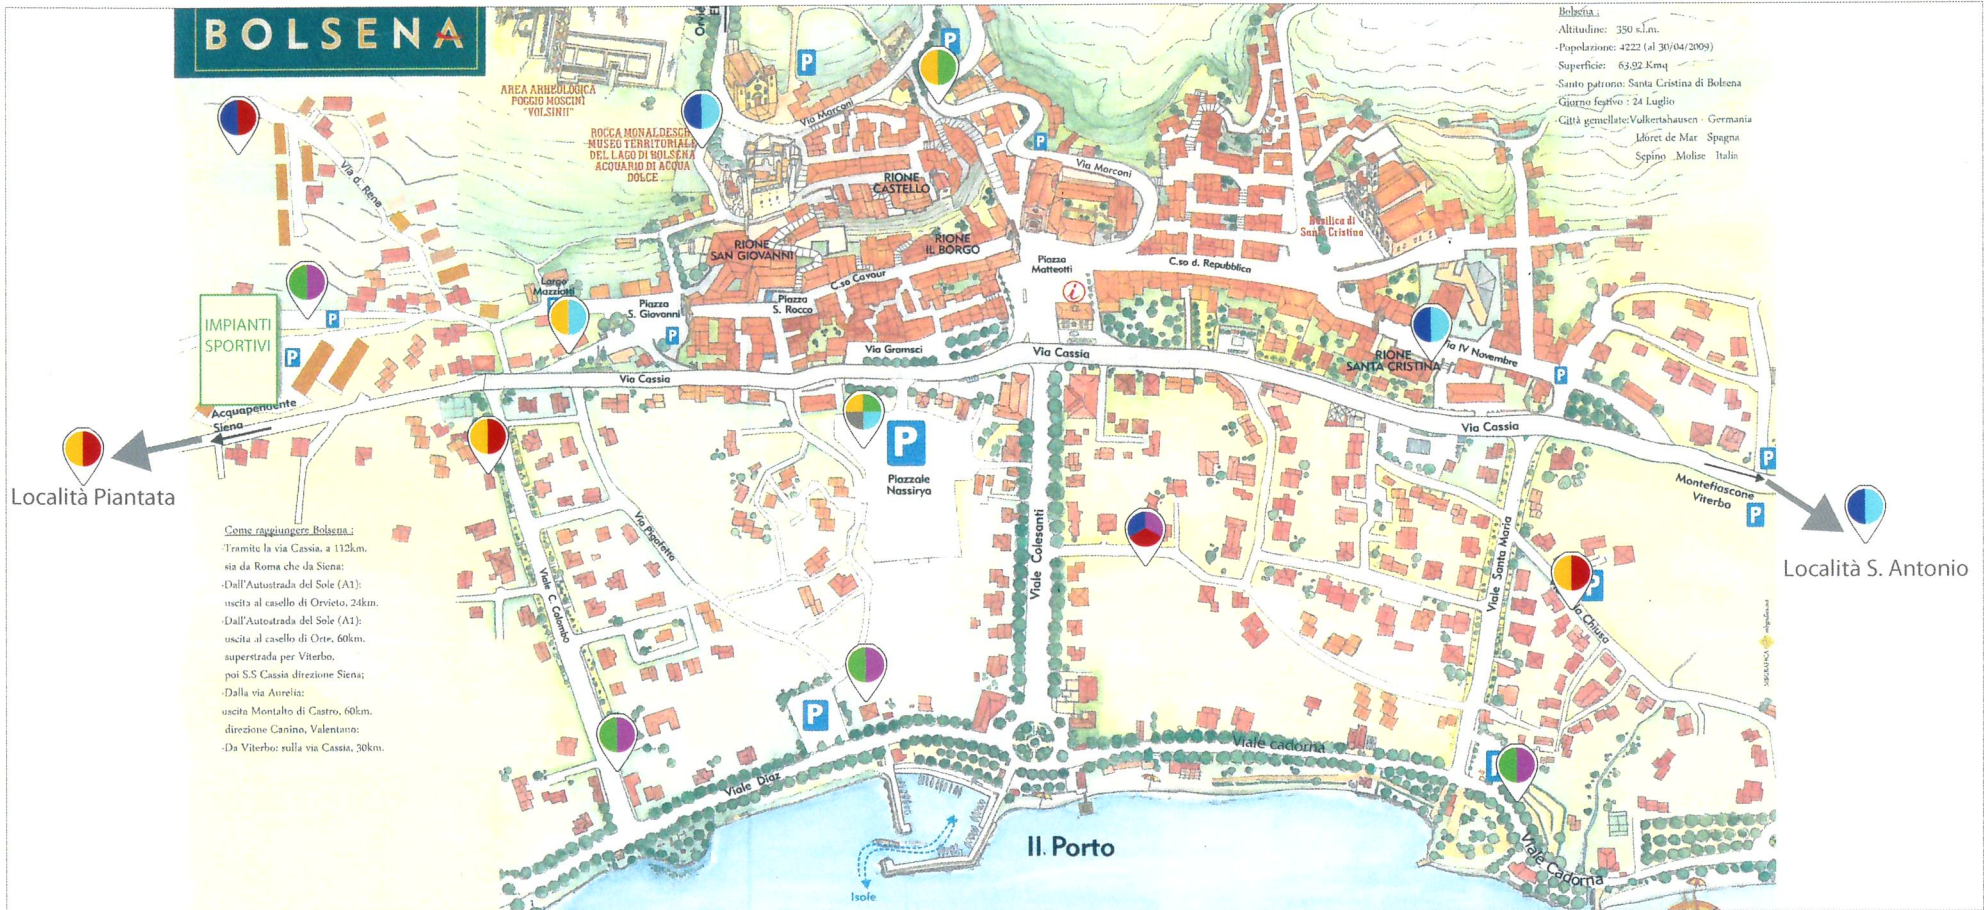 BOLSENA
Bolsena :
-Altitudine: 350 s.l.m.
-Popolazione: 4222 (al 30/04/2009)
Superficie: 63,92 Kmq
-Santo patrono: Santa Cristina di Bolsena
Giorno festivo : 24 Luglio
-Città gemellate: Volkertshausen - Germania
Lloret de Mar Spagna
Sepino Molise Italia
AREA ARHEOLOGICA
POGGIO MOSCINI
"VOLSINII"
ROCCA MONALDESCH
MUSEO TERRITORIALE
DEL LAGO DI BOLSENA
ACQUARIO DI ACQUA
DOLCE
P
P
P
Via Marconi
Via Marconi
Via d. Rena
RIONE
CASTELLO
RIONE
SAN GIOVANNI
RIONE
IL BORGO
Basilica di
Santa Cristina
Piazza
Matteotti
C.so d. Repubblica
C.so Cavour
Largo
Mazziotti
Piazza
S. Giovanni
Piazza
S. Rocco
i
IMPIANTI
SPORTIVI
P
P
P
Via Gramsci
Via Cassia
Via Cassia
Via Cassia
RIONE
SANTA CRISTINA
Via IV Novembre
P
Acquapendente
Siena
Località Piantata
P
Piazzale
Nassirya
P
Montefiascone
Viterbo
P
Località S. Antonio
Come raggiungere Bolsena :
-Tramite la via Cassia, a 112km.
sia da Roma che da Siena;
-Dall'Autostrada del Sole (A1):
uscita al casello di Orvieto, 24km.
-Dall'Autostrada del Sole (A1):
uscita al casello di Orte, 60km.
superstrada per Viterbo,
poi S.S Cassia direzione Siena;
-Dalla via Aurelia:
uscita Montalto di Castro, 60km.
direzione Canino, Valentano;
-Da Viterbo: sulla via Cassia, 30km.
Via Pigafetta
Viale C. Colombo
Viale Colesanti
Viale Santa Maria
P
la Chiusa
P
Viale Diaz
Viale cadorna
Il Porto
Isole
Viale Cadorna